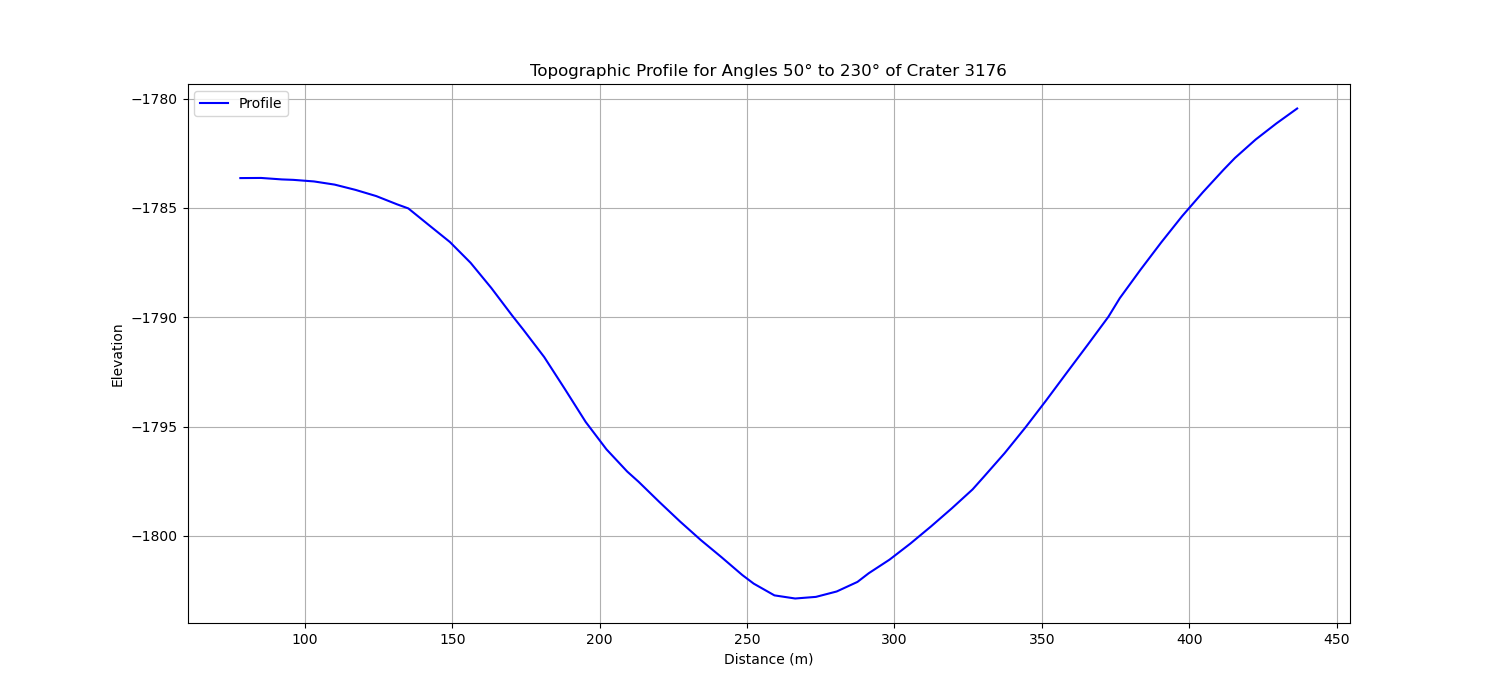 Topographic Profile for Angles 50° to 230° of Crater 3176
Profile
−1780
−1785
−1790
−1795
−1800
Elevation
100 150 200 250 300 350 400 450
Distance (m)